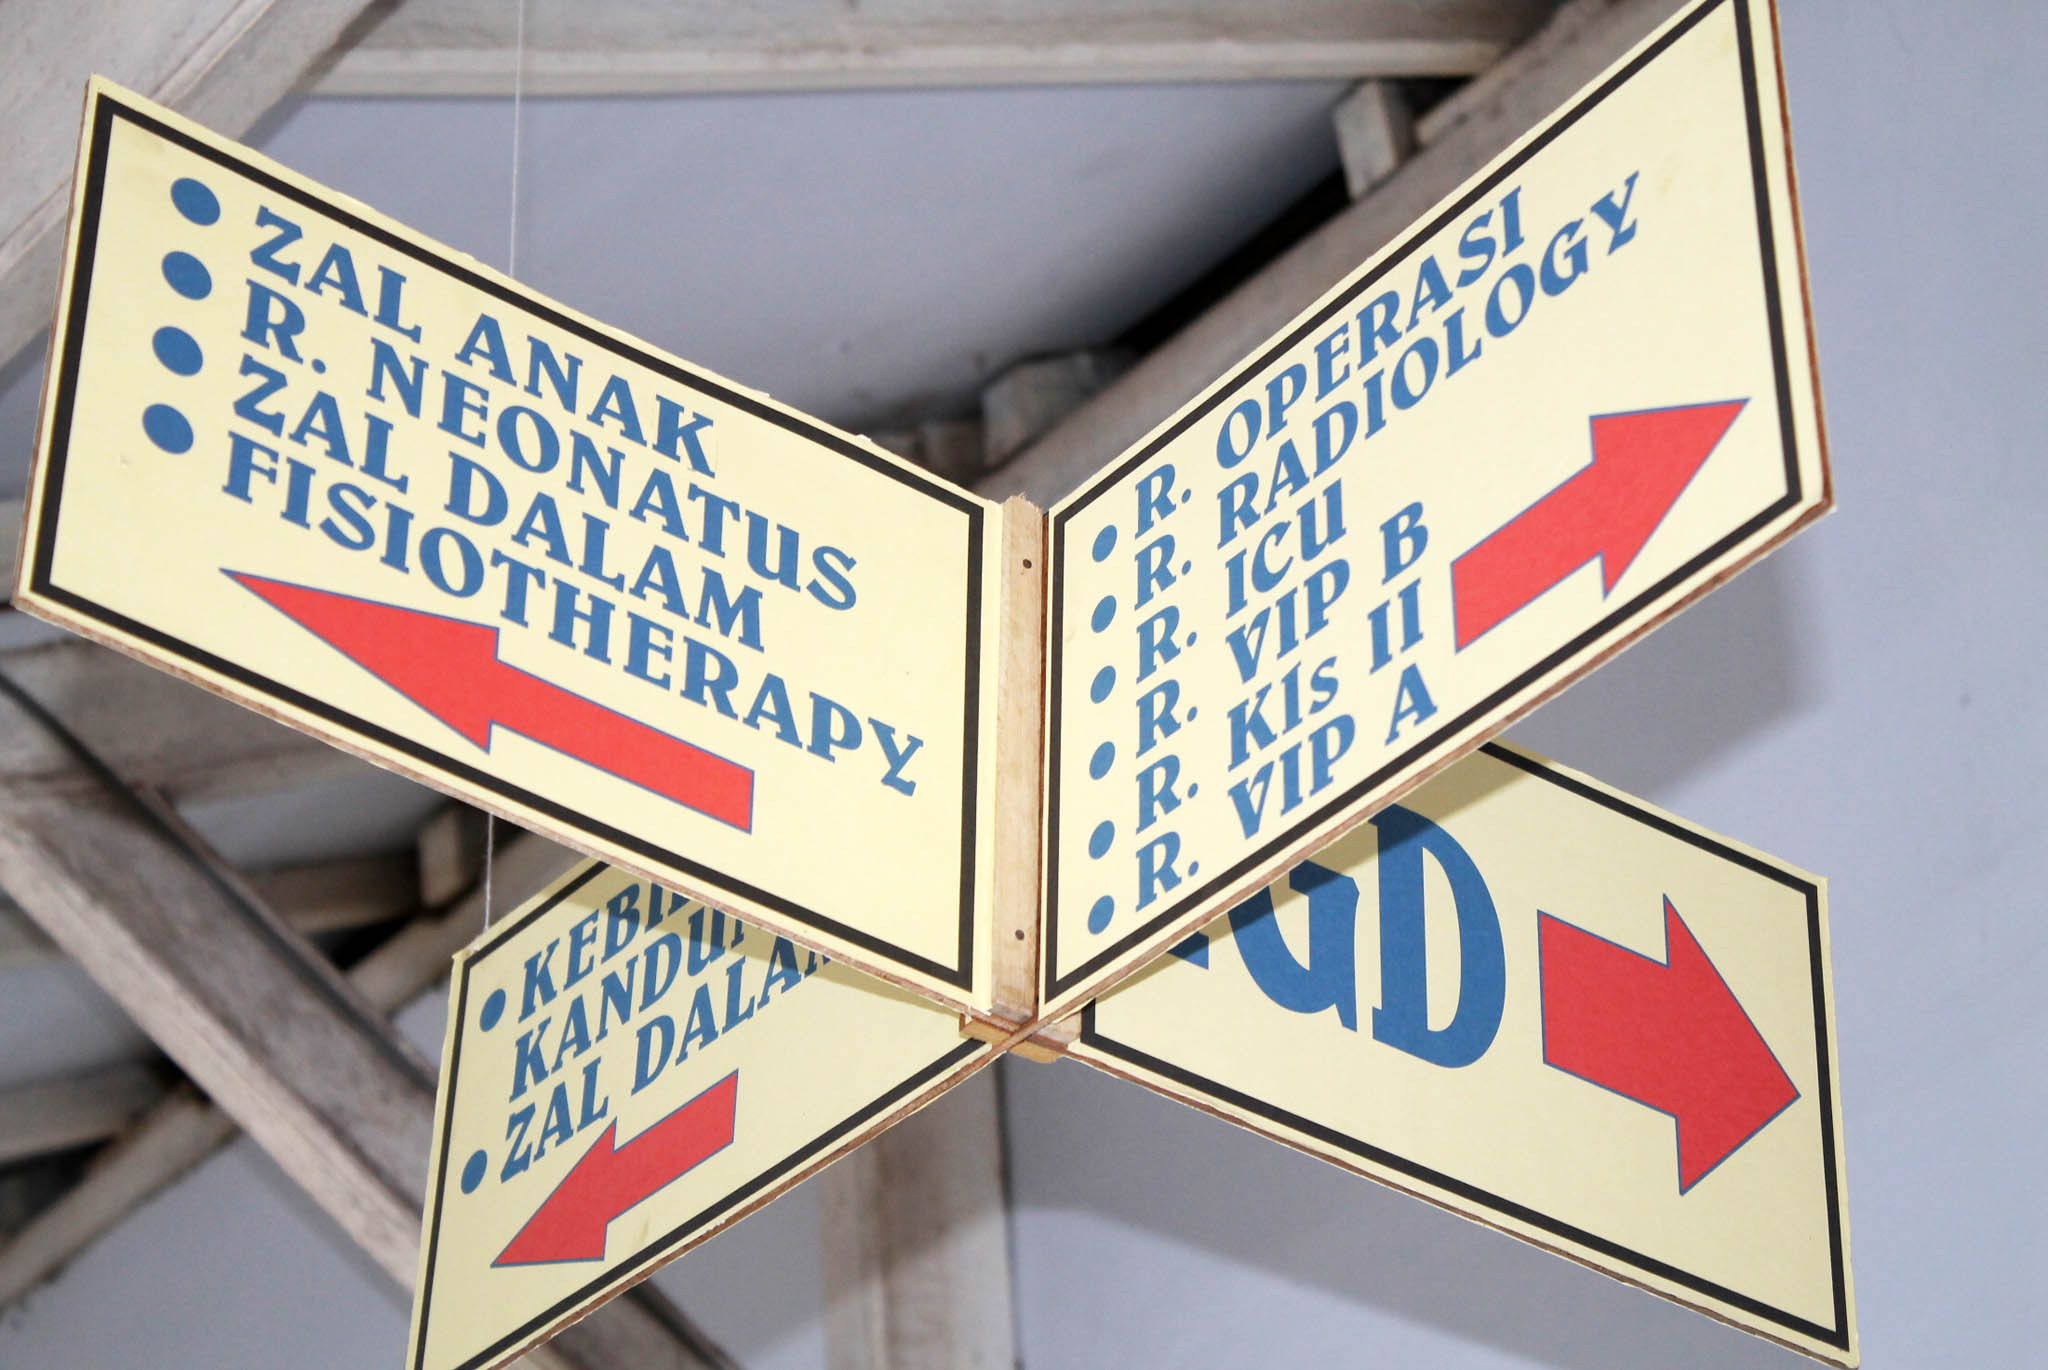 • ZAL ANAK
• R. NEONATUS
• ZAL DALAM
• FISIOTHERAPY
• R. OPERASI
• R. RADIOLOGY
• R. ICU
• R. VIP B
• R. KIs II
• R. VIP A
• ZAL DALAM